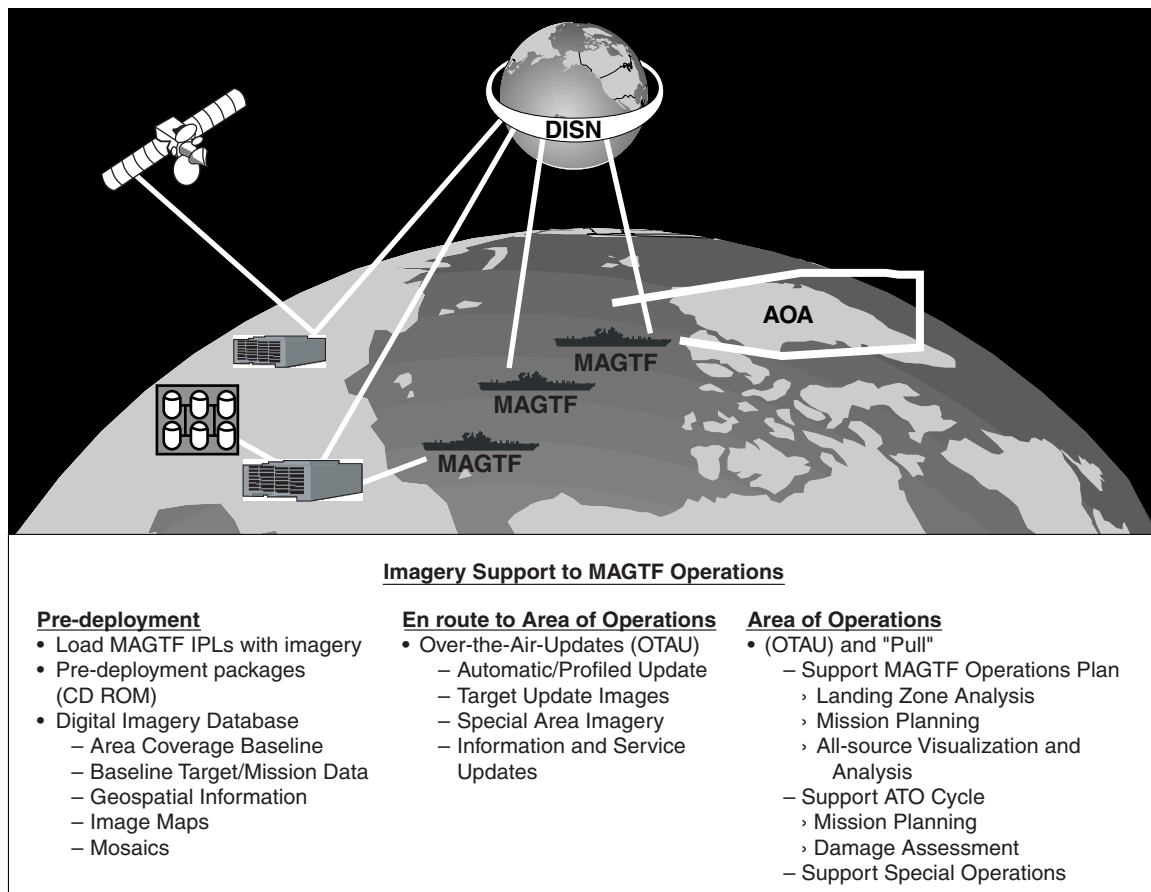 DISN
AOA
MAGTF
MAGTF
MAGTF
Imagery Support to MAGTF Operations
Pre-deployment
• Load MAGTF IPLs with imagery
• Pre-deployment packages
(CD ROM)
• Digital Imagery Database
– Area Coverage Baseline
– Baseline Target/Mission Data
– Geospatial Information
– Image Maps
– Mosaics
En route to Area of Operations
• Over-the-Air-Updates (OTAU)
– Automatic/Profiled Update
– Target Update Images
– Special Area Imagery
– Information and Service
Updates
Area of Operations
• (OTAU) and "Pull"
– Support MAGTF Operations Plan
› Landing Zone Analysis
› Mission Planning
› All-source Visualization and
Analysis
– Support ATO Cycle
› Mission Planning
› Damage Assessment
– Support Special Operations